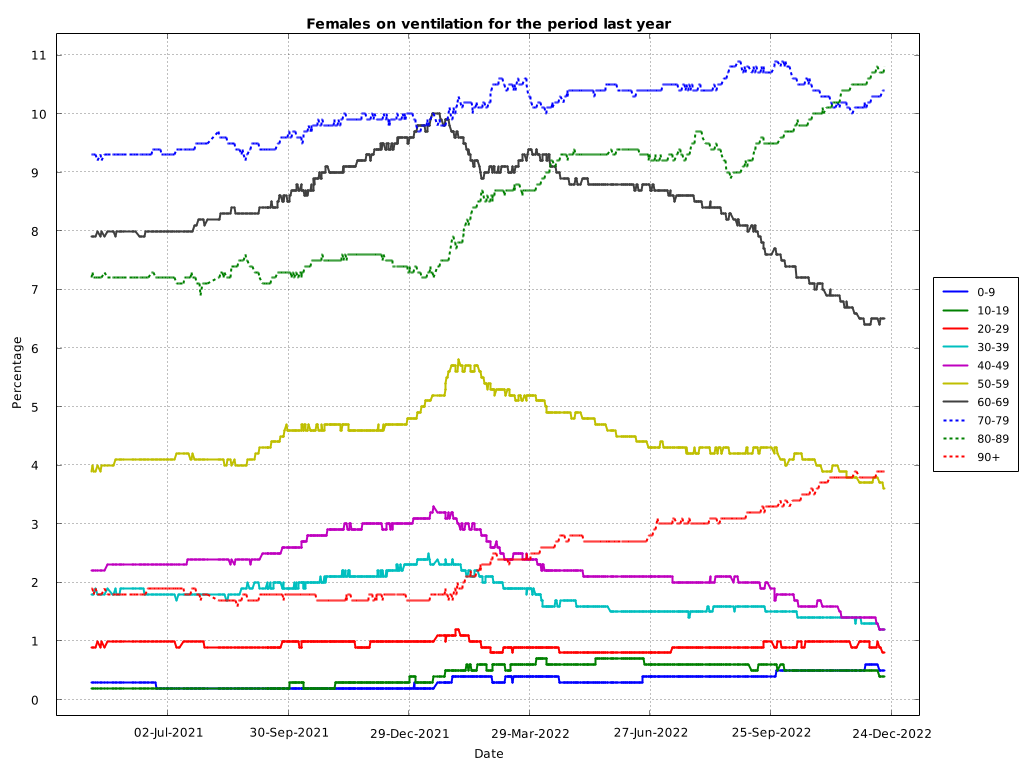 Females on ventilation for the period last year
Percentage
11
10
9
8
7
6
5
4
3
2
1
0
02-Jul-2021
30-Sep-2021
29-Dec-2021
29-Mar-2022
27-Jun-2022
25-Sep-2022
24-Dec-2022
Date
0-9
10-19
20-29
30-39
40-49
50-59
60-69
70-79
80-89
90+